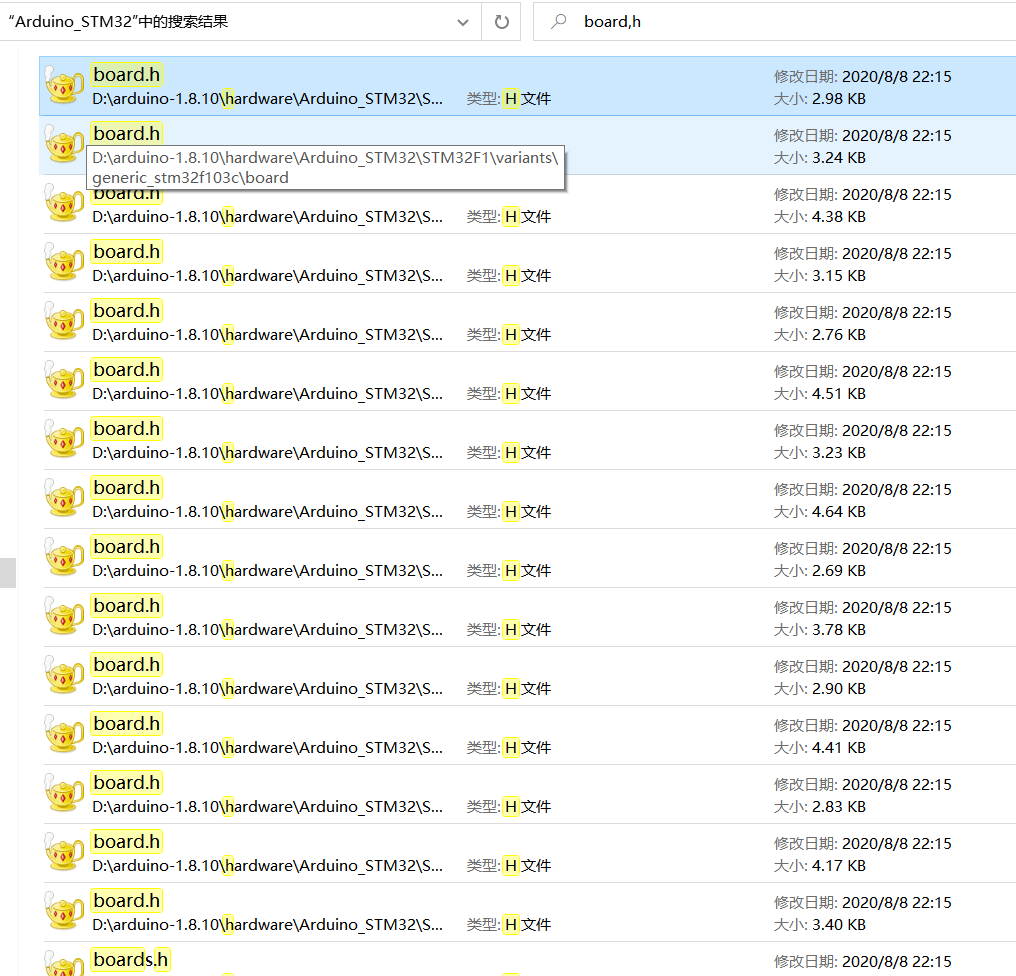 “Arduino_STM32”中的搜索结果
board,h
board.h
修改日期: 2020/8/8 22:15
D:\arduino-1.8.10\hardware\Arduino_STM32\S...
类型: H 文件
大小: 2.98 KB
board.h
修改日期: 2020/8/8 22:15
D:\arduino-1.8.10\hardware\Arduino_STM32\STM32F1\variants\
generic_stm32f103c\board
大小: 3.24 KB
board.h
修改日期: 2020/8/8 22:15
D:\arduino-1.8.10\hardware\Arduino_STM32\S...
类型: H 文件
大小: 4.38 KB
board.h
修改日期: 2020/8/8 22:15
D:\arduino-1.8.10\hardware\Arduino_STM32\S...
类型: H 文件
大小: 3.15 KB
board.h
修改日期: 2020/8/8 22:15
D:\arduino-1.8.10\hardware\Arduino_STM32\S...
类型: H 文件
大小: 2.76 KB
board.h
修改日期: 2020/8/8 22:15
D:\arduino-1.8.10\hardware\Arduino_STM32\S...
类型: H 文件
大小: 4.51 KB
board.h
修改日期: 2020/8/8 22:15
D:\arduino-1.8.10\hardware\Arduino_STM32\S...
类型: H 文件
大小: 3.23 KB
board.h
修改日期: 2020/8/8 22:15
D:\arduino-1.8.10\hardware\Arduino_STM32\S...
类型: H 文件
大小: 4.64 KB
board.h
修改日期: 2020/8/8 22:15
D:\arduino-1.8.10\hardware\Arduino_STM32\S...
类型: H 文件
大小: 2.69 KB
board.h
修改日期: 2020/8/8 22:15
D:\arduino-1.8.10\hardware\Arduino_STM32\S...
类型: H 文件
大小: 3.78 KB
board.h
修改日期: 2020/8/8 22:15
D:\arduino-1.8.10\hardware\Arduino_STM32\S...
类型: H 文件
大小: 2.90 KB
board.h
修改日期: 2020/8/8 22:15
D:\arduino-1.8.10\hardware\Arduino_STM32\S...
类型: H 文件
大小: 4.41 KB
board.h
修改日期: 2020/8/8 22:15
D:\arduino-1.8.10\hardware\Arduino_STM32\S...
类型: H 文件
大小: 2.83 KB
board.h
修改日期: 2020/8/8 22:15
D:\arduino-1.8.10\hardware\Arduino_STM32\S...
类型: H 文件
大小: 4.17 KB
board.h
修改日期: 2020/8/8 22:15
D:\arduino-1.8.10\hardware\Arduino_STM32\S...
类型: H 文件
大小: 3.40 KB
boards.h
修改日期: 2020/8/8 22:15